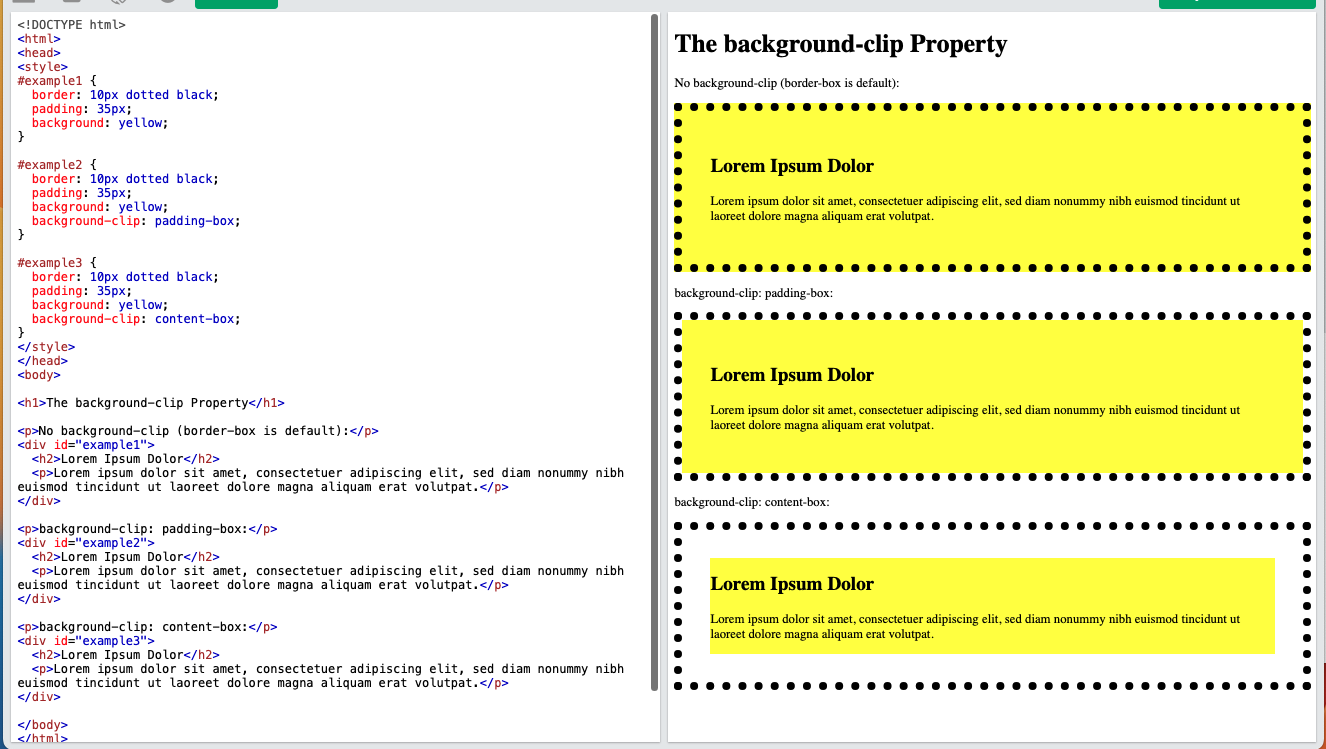 <!DOCTYPE html>
<html>
<head>
<style>
#example1 {
  border: 10px dotted black;
  padding: 35px;
  background: yellow;
}

#example2 {
  border: 10px dotted black;
  padding: 35px;
  background: yellow;
  background-clip: padding-box;
}

#example3 {
  border: 10px dotted black;
  padding: 35px;
  background: yellow;
  background-clip: content-box;
}
</style>
</head>
<body>

<h1>The background-clip Property</h1>

<p>No background-clip (border-box is default):</p>
<div id="example1">
  <h2>Lorem Ipsum Dolor</h2>
  <p>Lorem ipsum dolor sit amet, consectetuer adipiscing elit, sed diam nonummy nibh
euismod tincidunt ut laoreet dolore magna aliquam erat volutpat.</p>
</div>

<p>background-clip: padding-box:</p>
<div id="example2">
  <h2>Lorem Ipsum Dolor</h2>
  <p>Lorem ipsum dolor sit amet, consectetuer adipiscing elit, sed diam nonummy nibh
euismod tincidunt ut laoreet dolore magna aliquam erat volutpat.</p>
</div>

<p>background-clip: content-box:</p>
<div id="example3">
  <h2>Lorem Ipsum Dolor</h2>
  <p>Lorem ipsum dolor sit amet, consectetuer adipiscing elit, sed diam nonummy nibh
euismod tincidunt ut laoreet dolore magna aliquam erat volutpat.</p>
</div>

</body>
</html>
The background-clip Property
No background-clip (border-box is default):
Lorem Ipsum Dolor
Lorem ipsum dolor sit amet, consectetuer adipiscing elit, sed diam nonummy nibh euismod tincidunt ut
laoreet dolore magna aliquam erat volutpat.
background-clip: padding-box:
Lorem Ipsum Dolor
Lorem ipsum dolor sit amet, consectetuer adipiscing elit, sed diam nonummy nibh euismod tincidunt ut
laoreet dolore magna aliquam erat volutpat.
background-clip: content-box:
Lorem Ipsum Dolor
Lorem ipsum dolor sit amet, consectetuer adipiscing elit, sed diam nonummy nibh euismod tincidunt ut
laoreet dolore magna aliquam erat volutpat.